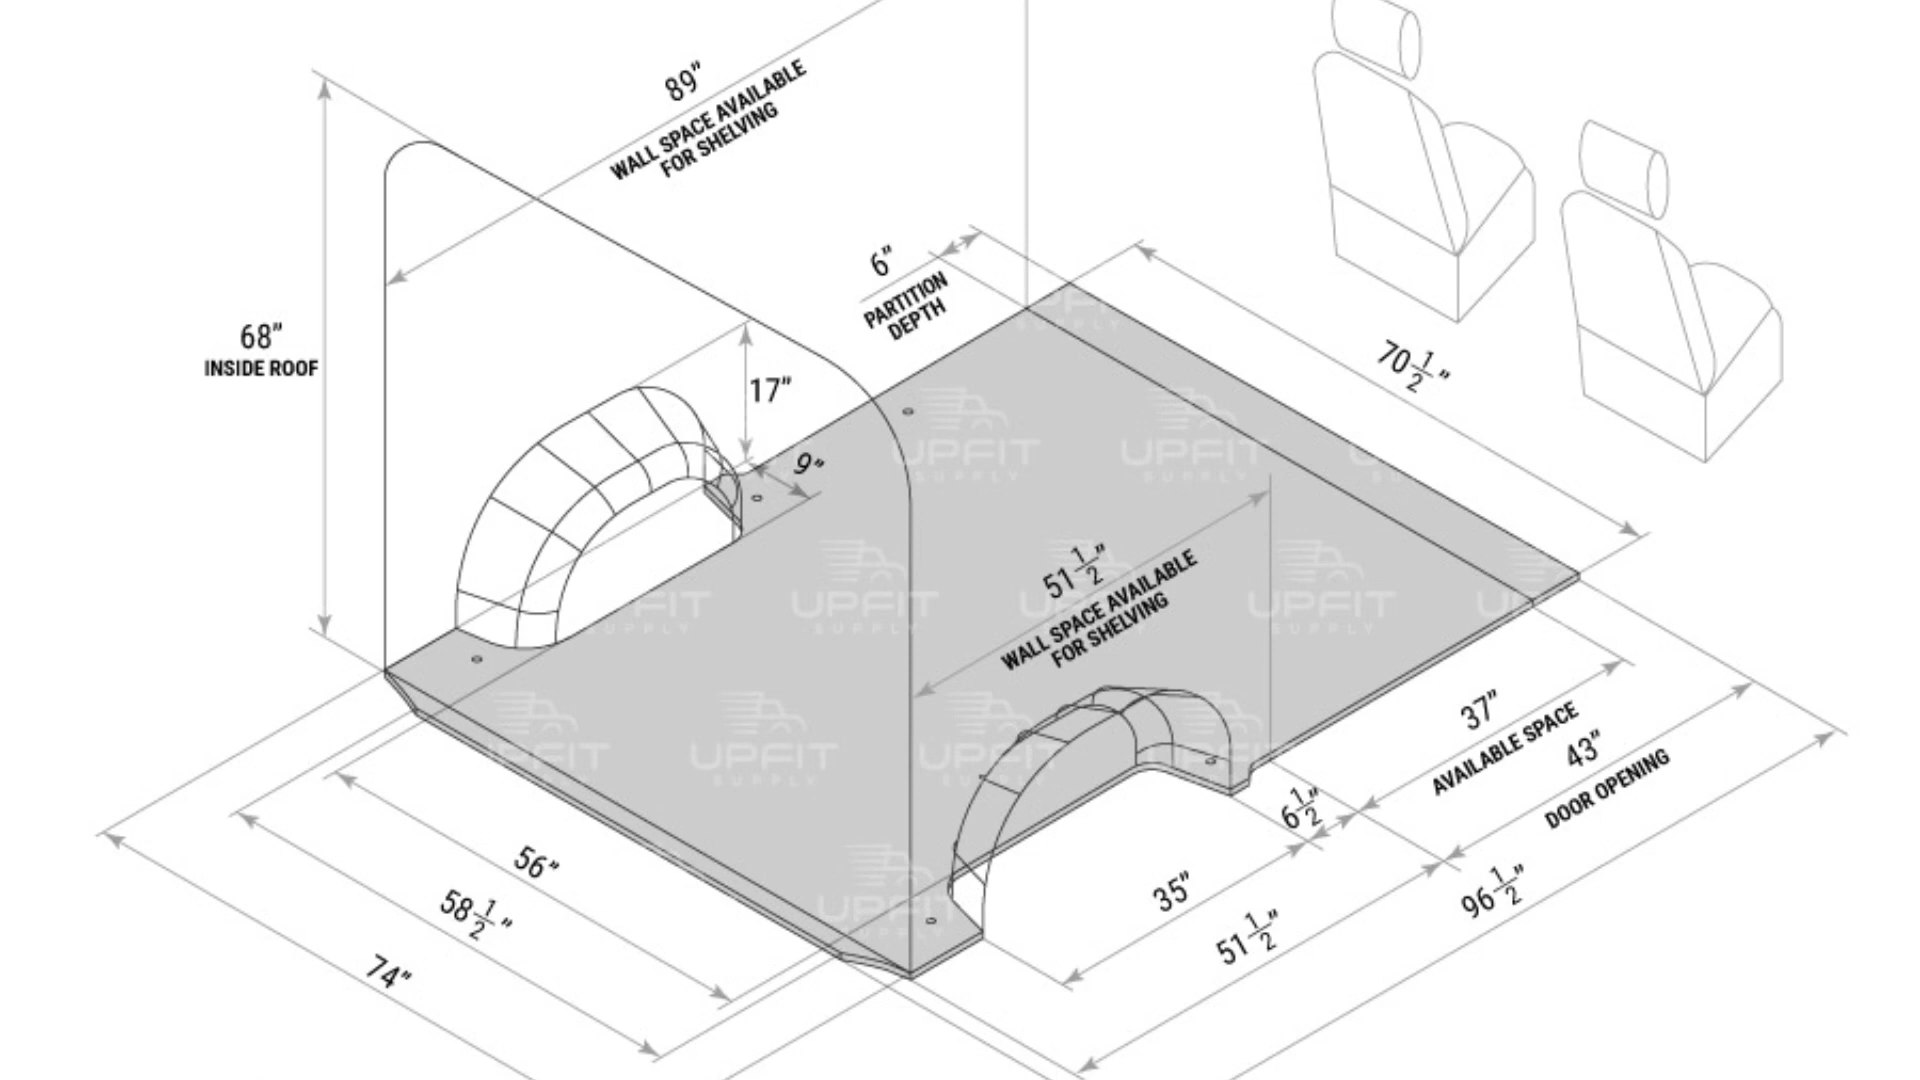 89”
WALL SPACE AVAILABLE
FOR SHELVING
6”
PARTITION
DEPTH
68”
INSIDE ROOF
17”
9”
70 1/2”
51 1/2”
WALL SPACE AVAILABLE
FOR SHELVING
37”
AVAILABLE SPACE
43”
DOOR OPENING
6 1/2”
35”
51 1/2”
96 1/2”
56”
58 1/2”
74”
UPFIT
SUPPLY